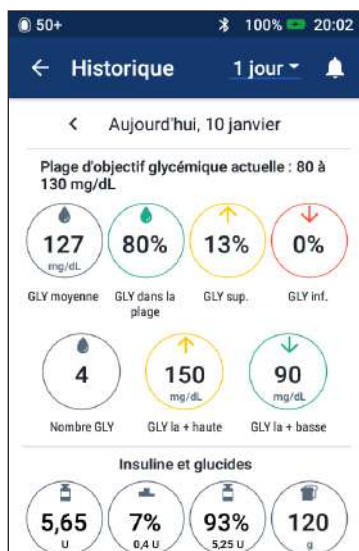 50+ 100% 20:02
Historique 1 jour
Aujourd'hui, 10 janvier
Plage d'objectif glycémique actuelle : 80 à
130 mg/dL
127 80% 13% 0%
mg/dL
GLY moyenne GLY dans la GLY sup. GLY inf.
plage
4 150 90
mg/dL mg/dL
Nombre GLY GLY la + haute GLY la + basse
Insuline et glucides
5,65 7% 93% 120
U 0,4 U 5,25 U g